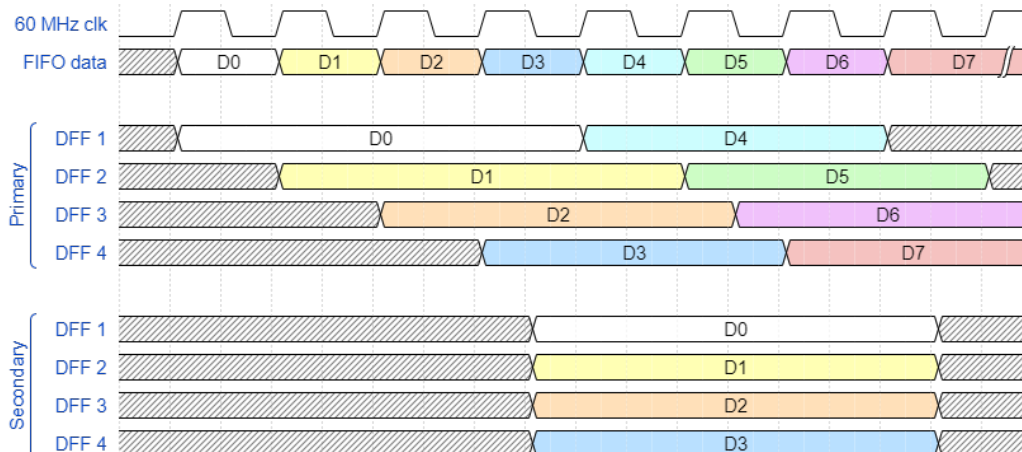 60 MHz clk
FIFO data D0 D1 D2 D3 D4 D5 D6 D7
Primary
DFF 1 D0 D4
DFF 2 D1 D5
DFF 3 D2 D6
DFF 4 D3 D7
Secondary
DFF 1 D0
DFF 2 D1
DFF 3 D2
DFF 4 D3